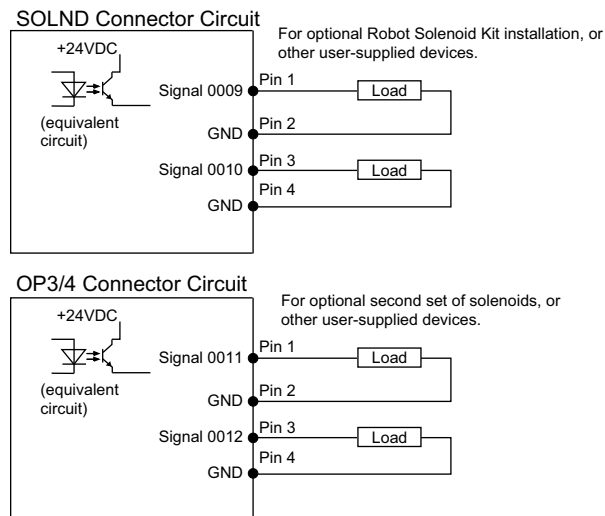 SOLND Connector Circuit
For optional Robot Solenoid Kit installation, or
other user-supplied devices.
+24VDC
(equivalent
circuit)
Signal 0009
Pin 1
Load
GND
Pin 2
Signal 0010
Pin 3
Load
Pin 4
GND
OP3/4 Connector Circuit
For optional second set of solenoids, or
other user-supplied devices.
+24VDC
(equivalent
circuit)
Signal 0011
Pin 1
Load
GND
Pin 2
Signal 0012
Pin 3
Load
Pin 4
GND